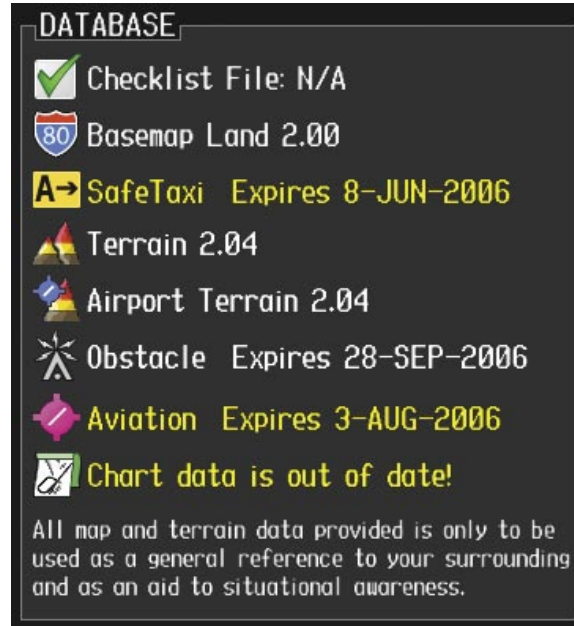 DATABASE
Checklist File: N/A
80 Basemap Land 2.00
A→ SafeTaxi Expires 8-JUN-2006
Terrain 2.04
Airport Terrain 2.04
Obstacle Expires 28-SEP-2006
Aviation Expires 3-AUG-2006
Chart data is out of date!
All map and terrain data provided is only to be
used as a general reference to your surrounding
and as an aid to situational awareness.